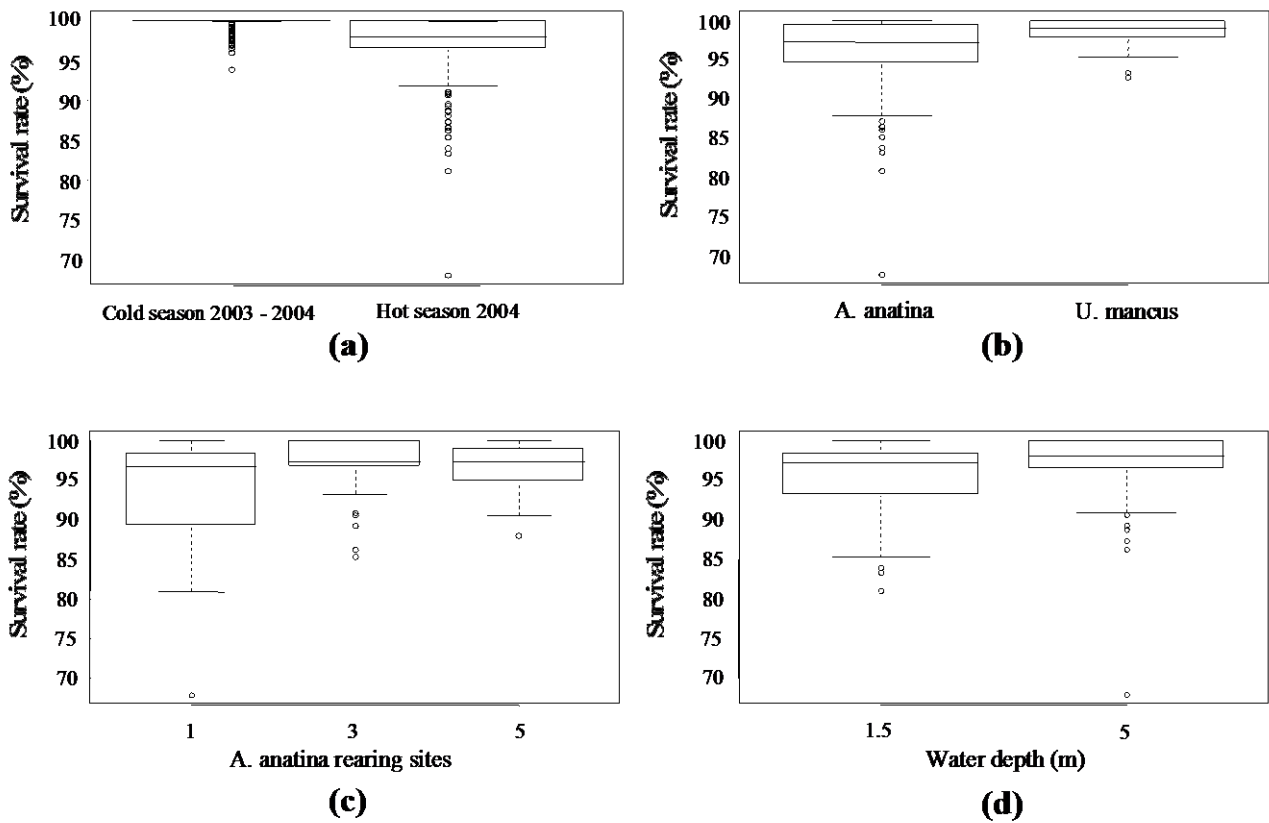 Survival rate (%)
100
95
90
85
80
75
70
Cold season 2003 - 2004
Hot season 2004
(a)
Survival rate (%)
100
95
90
85
80
75
70
A. anatina
U. mancus
(b)
Survival rate (%)
100
95
90
85
80
75
70
1
3
5
A. anatina rearing sites
(c)
Survival rate (%)
100
95
90
85
80
75
70
1.5
5
Water depth (m)
(d)